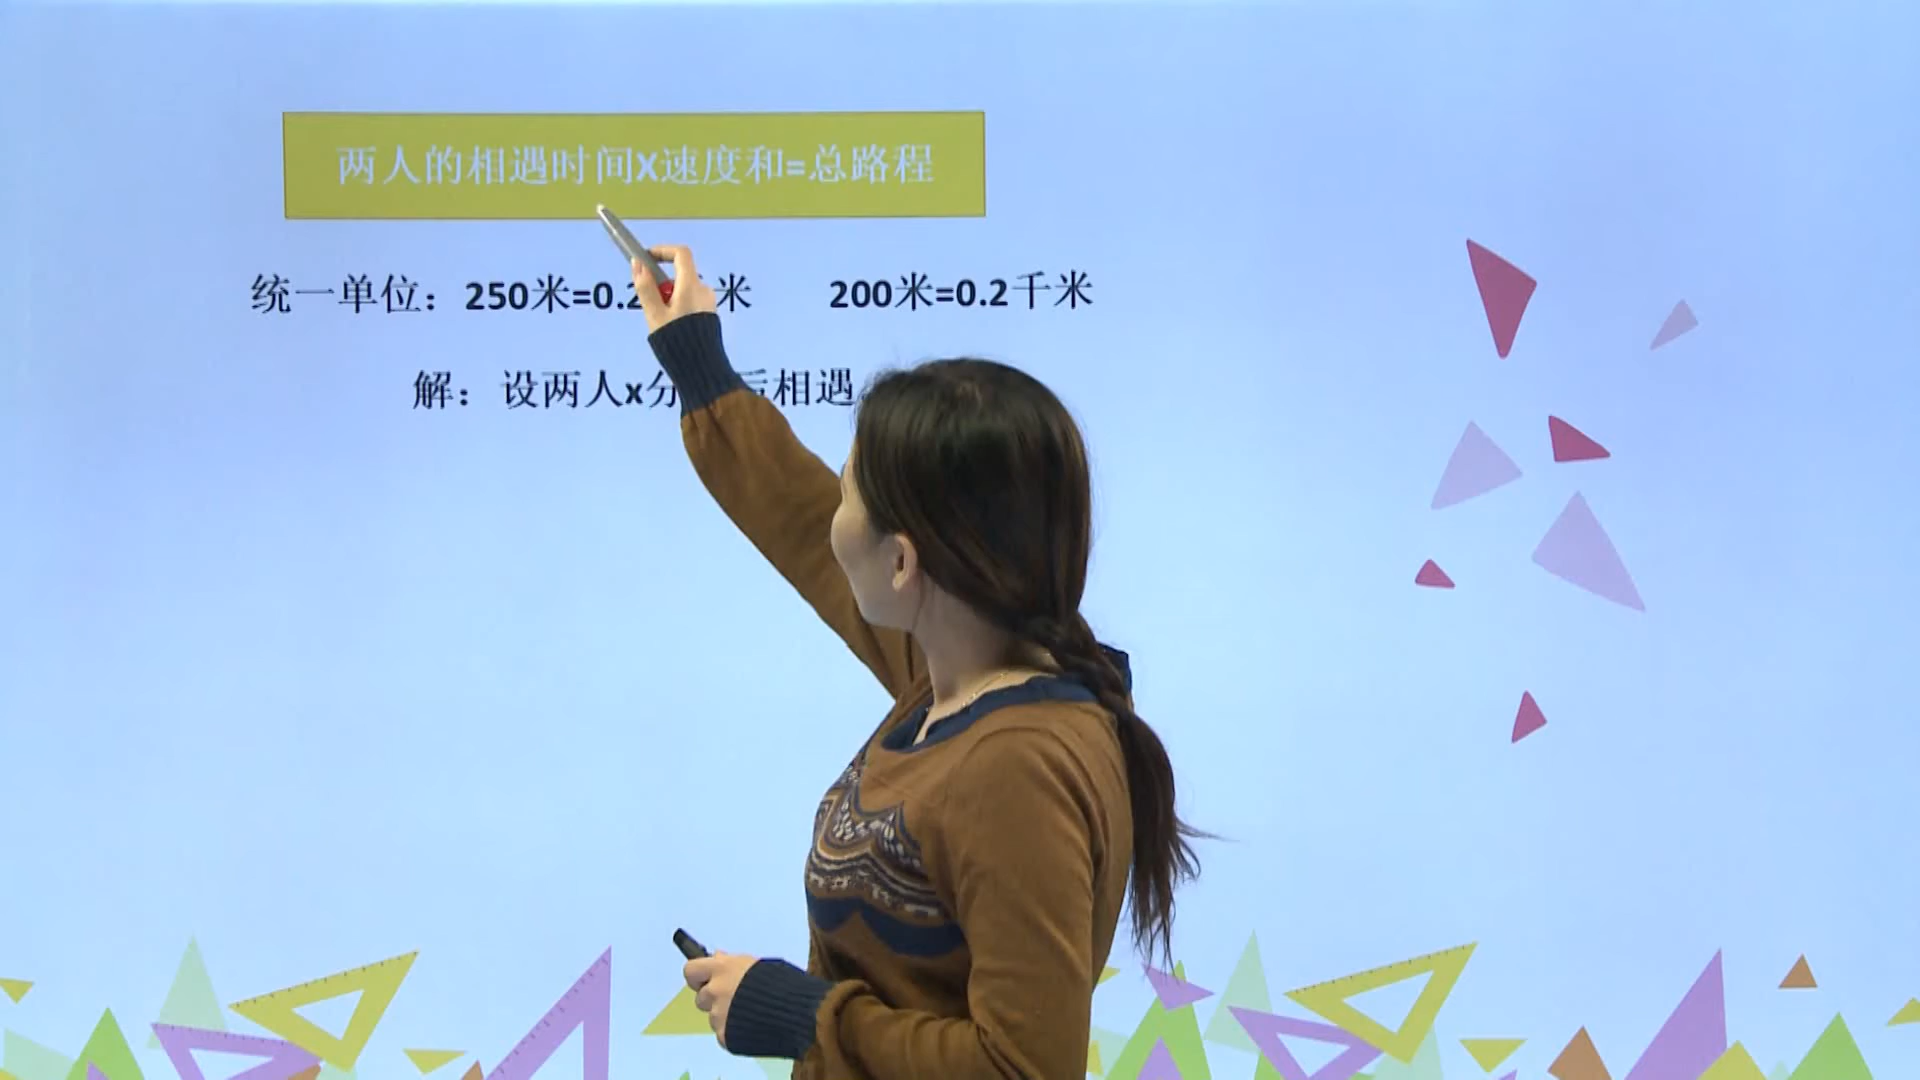 两人的相遇时间X速度和=总路程
统一单位：250米=0.2 米 200米=0.2千米
解：设两人x分 后相遇